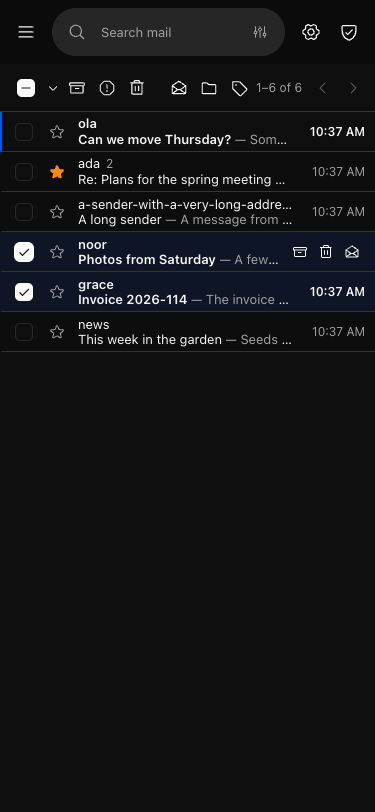 Search mail
1–6 of 6
ola
Can we move Thursday? — Som...
10:37 AM
ada 2
Re: Plans for the spring meeting ...
10:37 AM
a-sender-with-a-very-long-addre...
A long sender — A message from ...
10:37 AM
noor
Photos from Saturday — A few...
grace
Invoice 2026-114 — The invoice ...
10:37 AM
news
This week in the garden — Seeds ...
10:37 AM